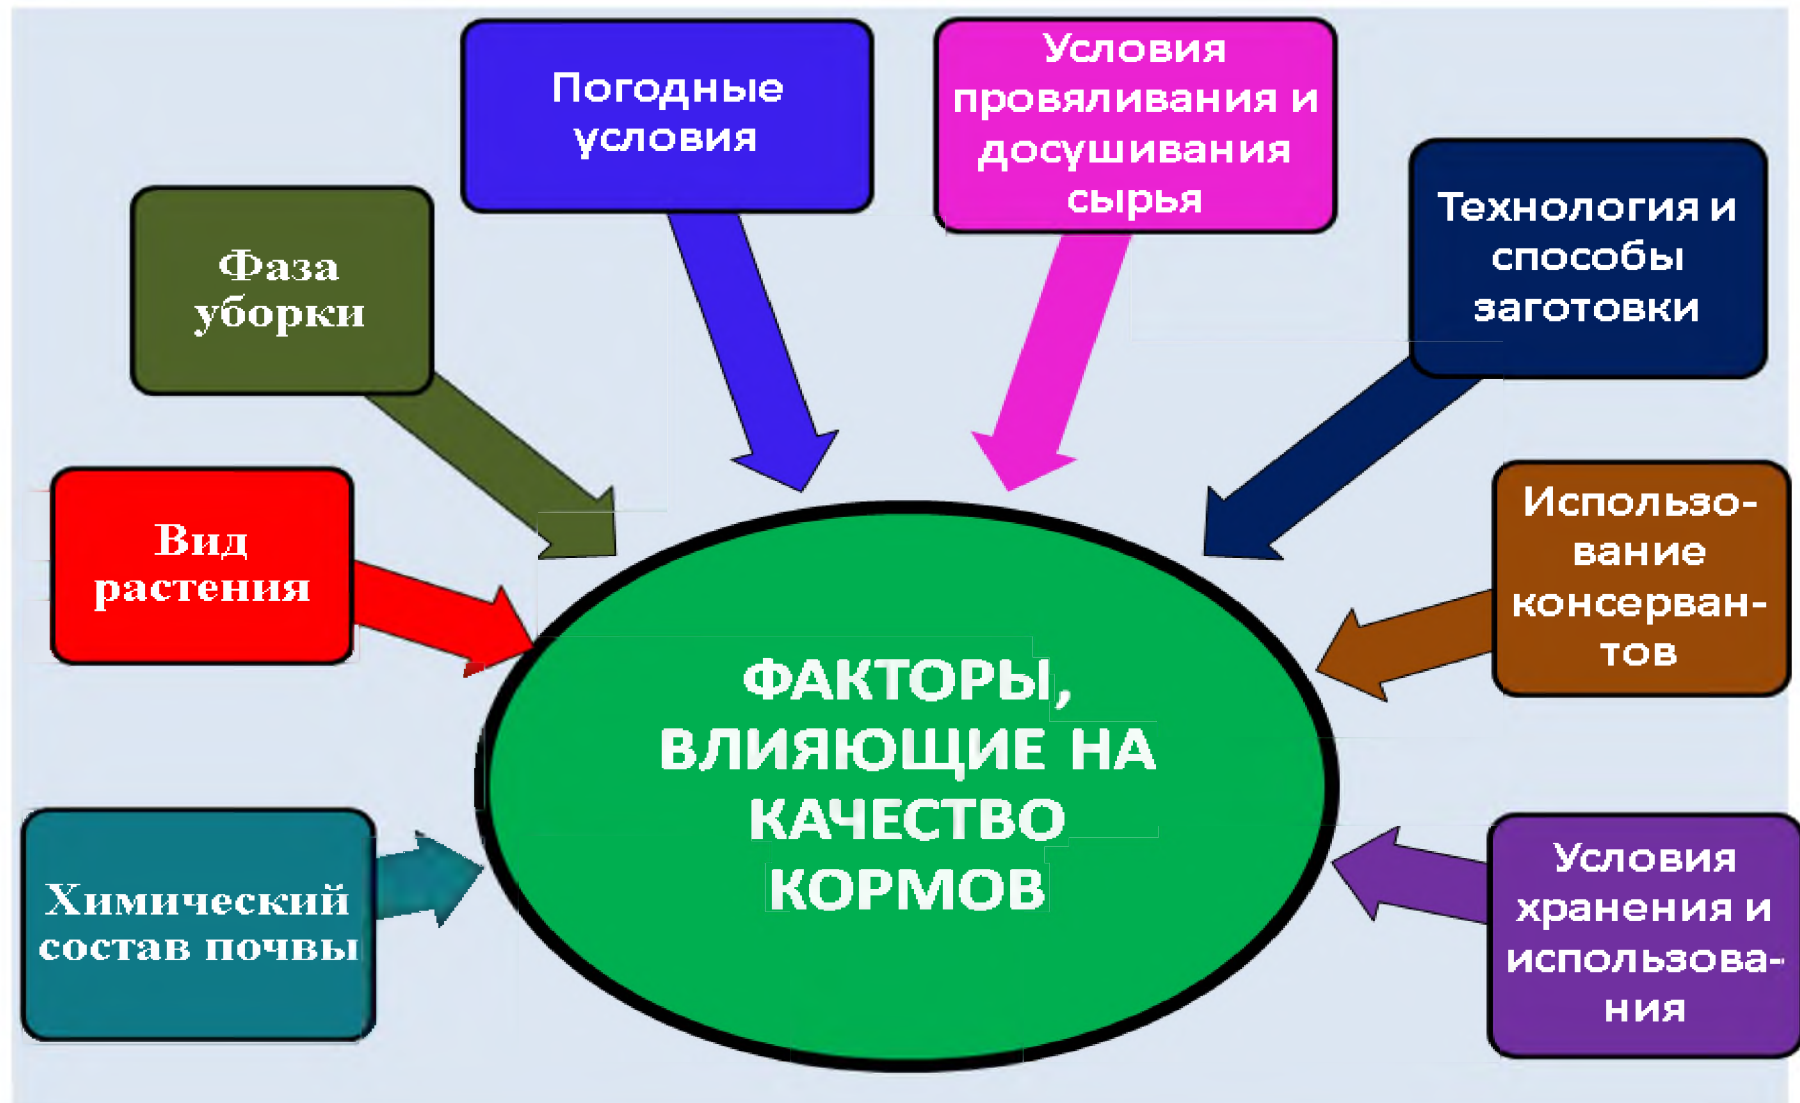 Погодные
условия
Условия
провяливания и
досушивания
сырья
Фаза
уборки
Технология и
способы
заготовки
Вид
растения
Использо-
вание
консерван-
тов
ФАКТОРЫ,
ВЛИЯЮЩИЕ НА
КАЧЕСТВО
КОРМОВ
Химический
состав почвы
Условия
хранения и
использова-
ния